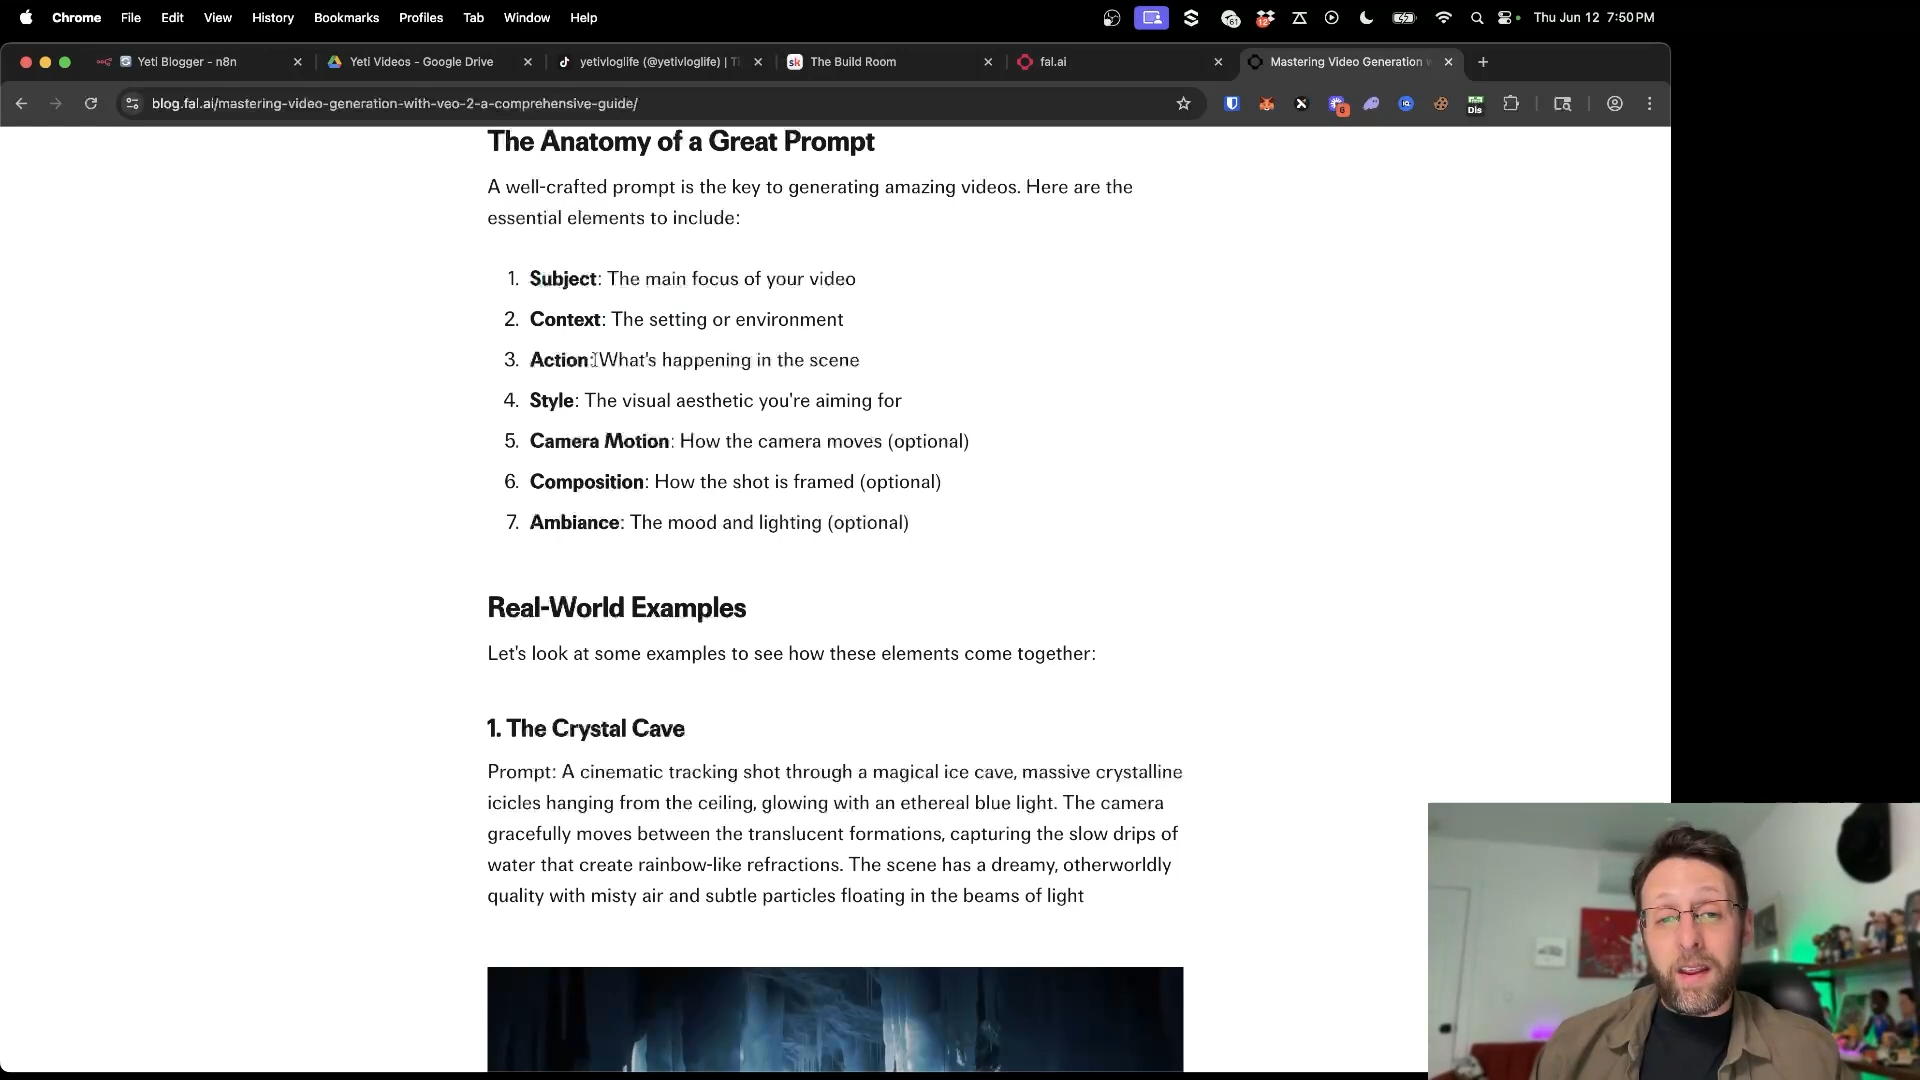 Chrome File Edit View History Bookmarks Profiles Tab Window Help 61 12 Thu Jun 12 7:50 PM
Yeti Blogger - n8n
Yeti Videos - Google Drive
yetivloglife (@yetivloglife) | Ti
sk The Build Room
fal.ai
Mastering Video Generation w
blog.fal.ai/mastering-video-generation-with-veo-2-a-comprehensive-guide/
6 Dis
The Anatomy of a Great Prompt
A well-crafted prompt is the key to generating amazing videos. Here are the
essential elements to include:
1. Subject: The main focus of your video
2. Context: The setting or environment
3. Action: What's happening in the scene
4. Style: The visual aesthetic you're aiming for
5. Camera Motion: How the camera moves (optional)
6. Composition: How the shot is framed (optional)
7. Ambiance: The mood and lighting (optional)
Real-World Examples
Let's look at some examples to see how these elements come together:
1. The Crystal Cave
Prompt: A cinematic tracking shot through a magical ice cave, massive crystalline
icicles hanging from the ceiling, glowing with an ethereal blue light. The camera
gracefully moves between the translucent formations, capturing the slow drips of
water that create rainbow-like refractions. The scene has a dreamy, otherworldly
quality with misty air and subtle particles floating in the beams of light